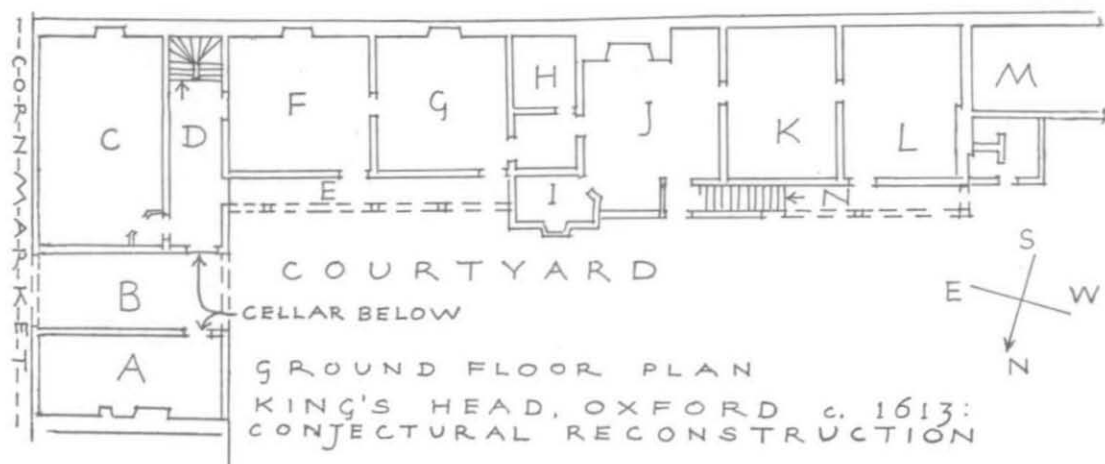 CORNMARKET
C
D
F
G
H
J
K
L
M
E
I
N
H
B
COURTYARD
CELLAR BELOW
A
S
E
W
N
GROUND FLOOR PLAN
KING'S HEAD, OXFORD c. 1613:
CONJECTURAL RECONSTRUCTION